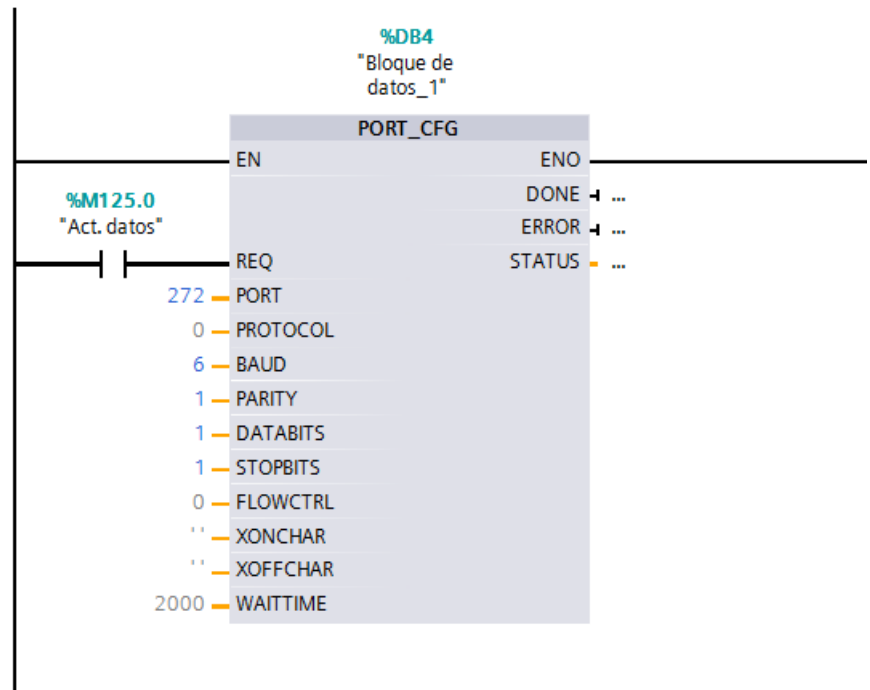 %DB4
"Bloque de
datos_1"
PORT_CFG
EN ENO
DONE ...
%M125.0
"Act. datos"
ERROR ...
REQ STATUS ...
272 PORT
0 PROTOCOL
6 BAUD
1 PARITY
1 DATABITS
1 STOPBITS
0 FLOWCTRL
' ' XONCHAR
' ' XOFFCHAR
2000 WAITTIME